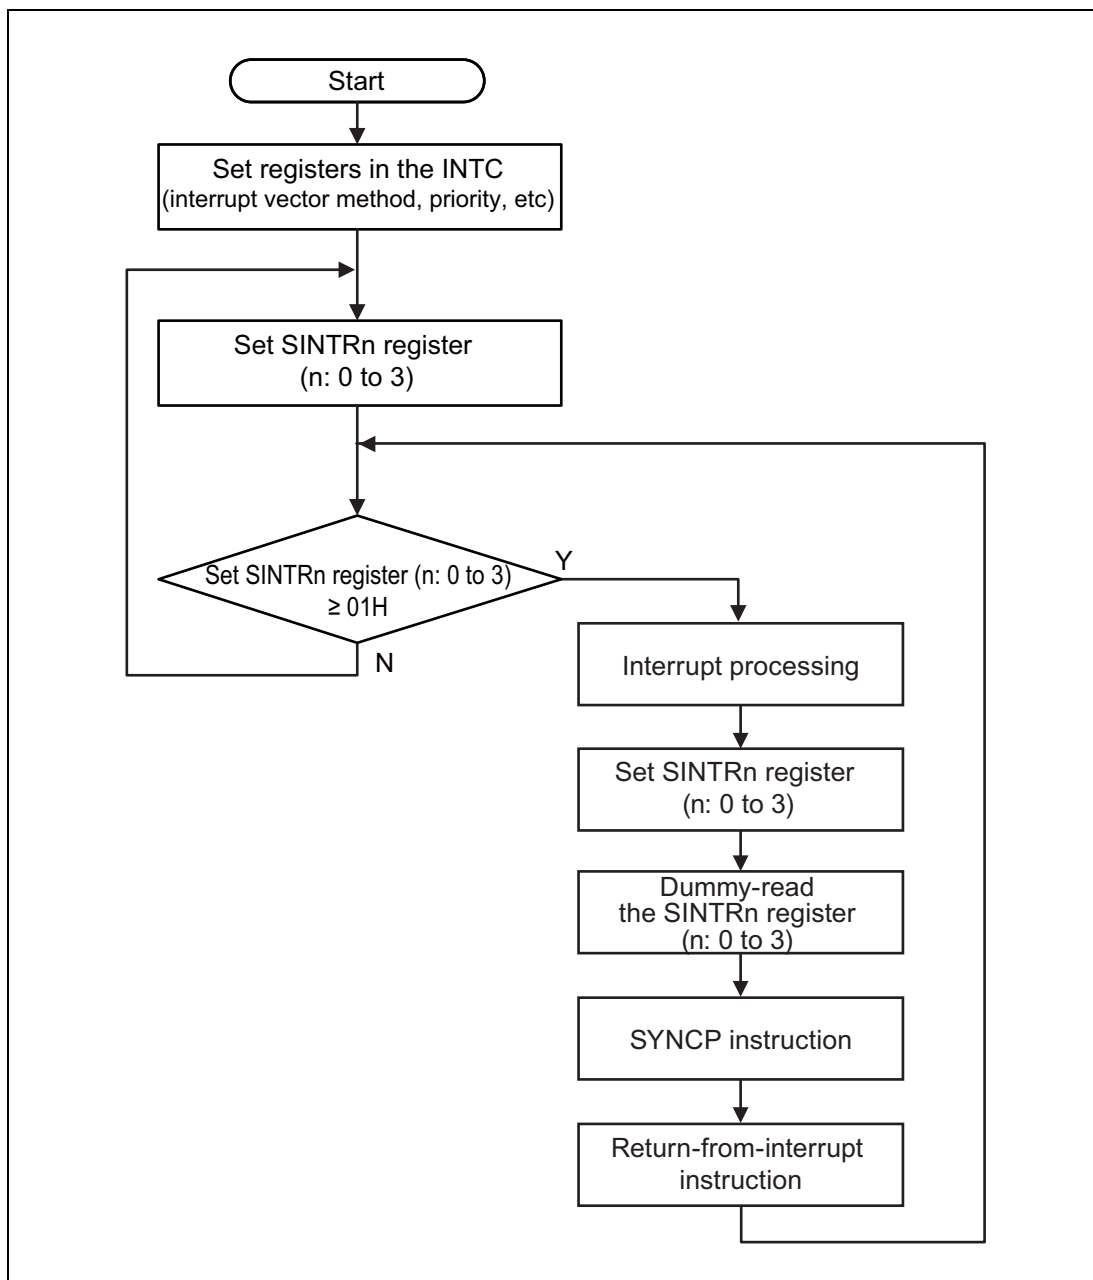 Start
Set registers in the INTC
(interrupt vector method, priority, etc)
Set SINTRn register
(n: 0 to 3)
Set SINTRn register (n: 0 to 3)
≥ 01H
Y
N
Interrupt processing
Set SINTRn register
(n: 0 to 3)
Dummy-read
the SINTRn register
(n: 0 to 3)
SYNCP instruction
Return-from-interrupt
instruction